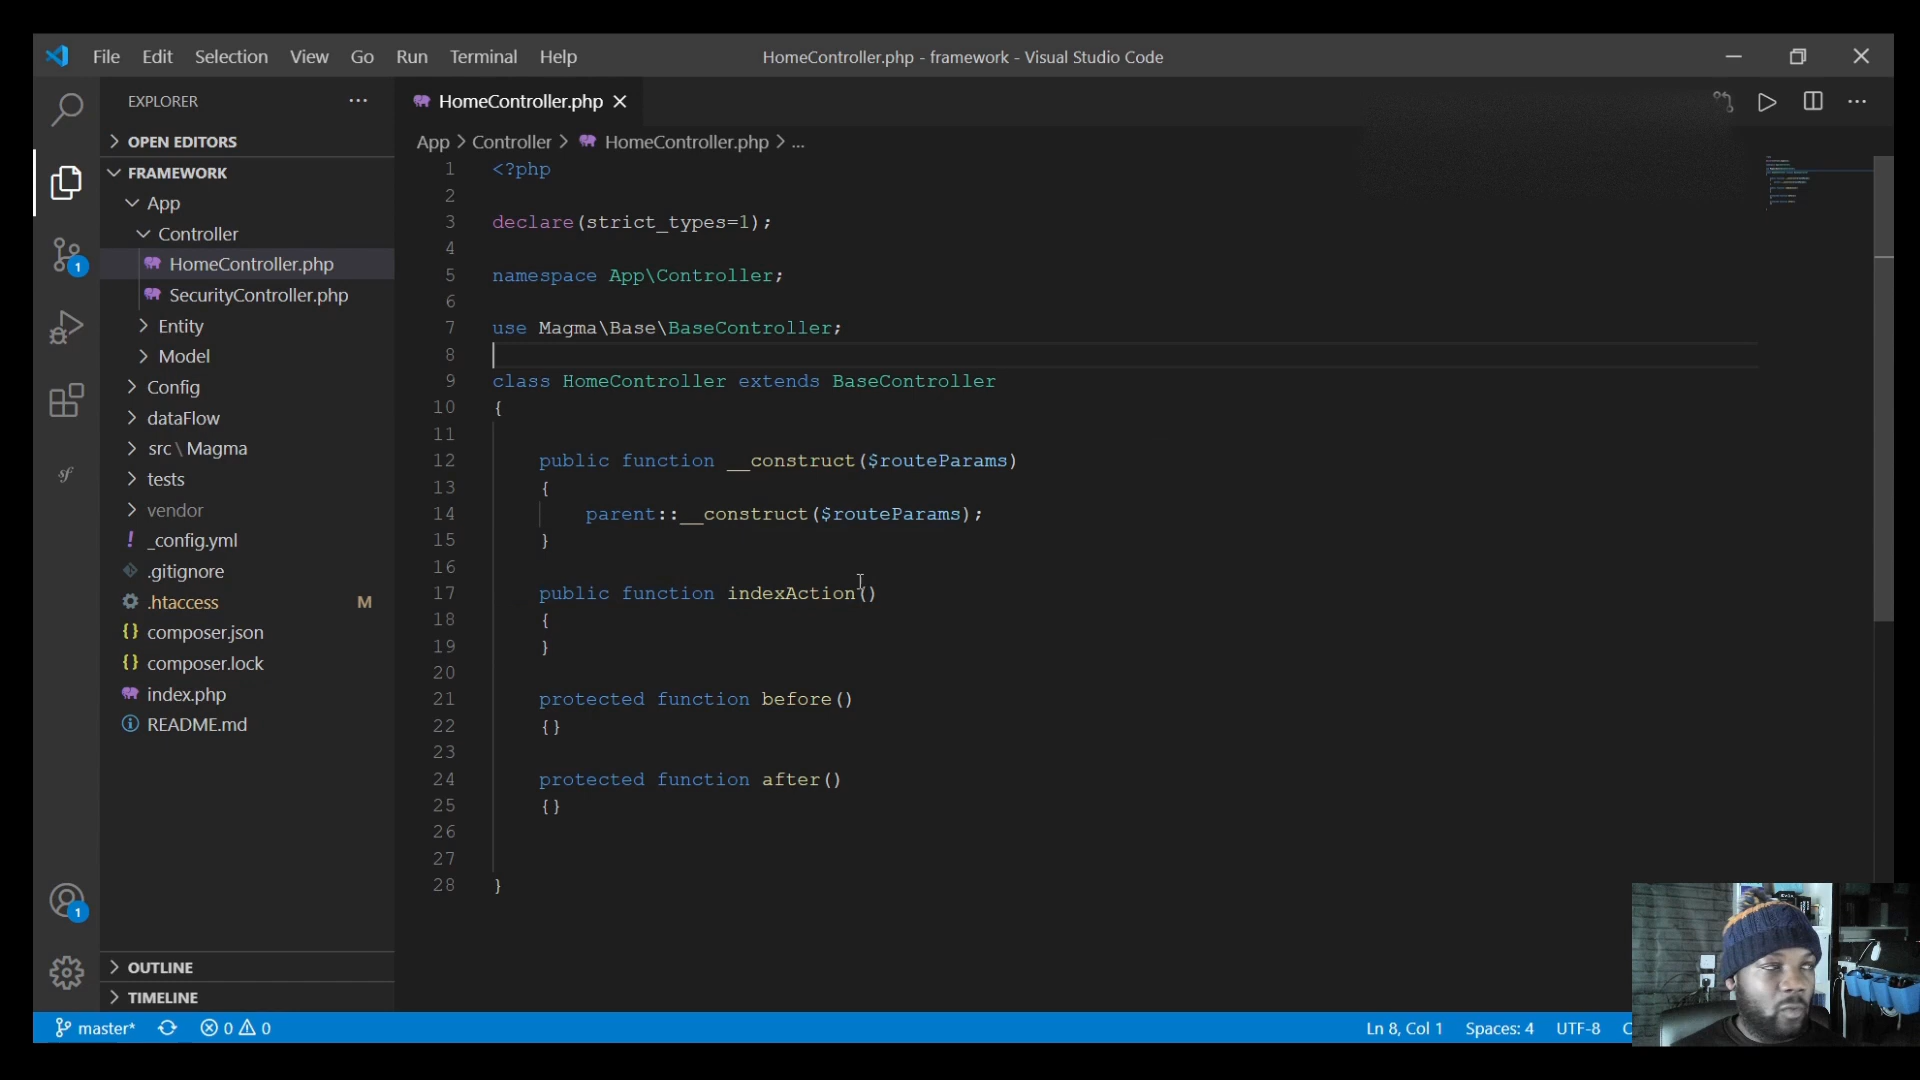 File Edit Selection View Go Run Terminal Help HomeController.php - framework - Visual Studio Code
EXPLORER
OPEN EDITORS
FRAMEWORK
App
Controller
HomeController.php
SecurityController.php
Entity
Model
Config
dataFlow
src\Magma
tests
vendor
_config.yml
.gitignore
.htaccess M
composer.json
composer.lock
index.php
README.md
OUTLINE
TIMELINE
1
1
HomeController.php
App > Controller > HomeController.php > ...
1 <?php
2
3 declare(strict_types=1);
4
5 namespace App\Controller;
6
7 use Magma\Base\BaseController;
8
9 class HomeController extends BaseController
10 {
11
12 public function __construct($routeParams)
13 {
14 parent::__construct($routeParams);
15 }
16
17 public function indexAction()
18 {
19 }
20
21 protected function before()
22 {}
23
24 protected function after()
25 {}
26
27
28 }
master* 0 0 Ln 8, Col 1 Spaces: 4 UTF-8